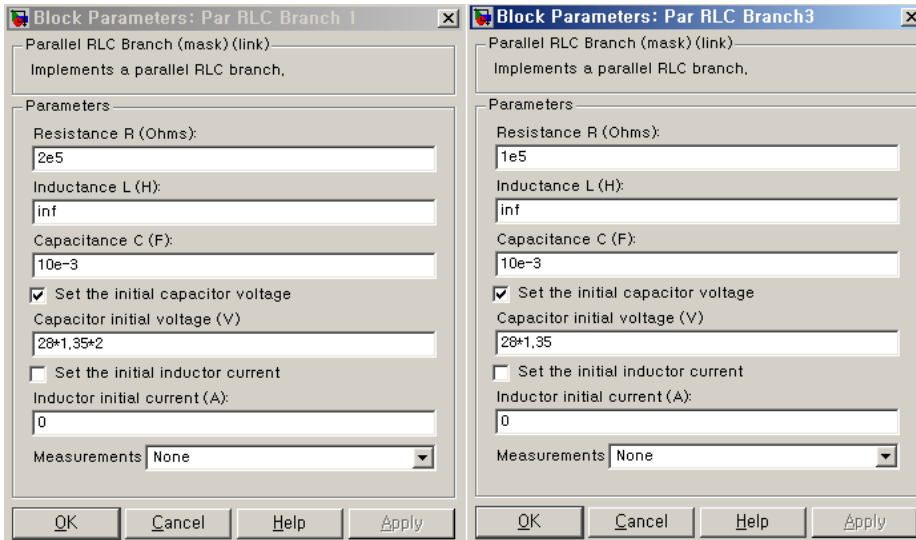 Block Parameters: Par RLC Branch 1
Parallel RLC Branch (mask) (link)
Implements a parallel RLC branch,
Parameters
Resistance R (Ohms):
2e5
Inductance L (H):
inf
Capacitance C (F):
10e-3
Set the initial capacitor voltage
Capacitor initial voltage (V)
28*1,35*2
Set the initial inductor current
Inductor initial current (A):
0
Measurements None
OK Cancel Help Apply
Block Parameters: Par RLC Branch3
Parallel RLC Branch (mask) (link)
Implements a parallel RLC branch,
Parameters
Resistance R (Ohms):
1e5
Inductance L (H):
inf
Capacitance C (F):
10e-3
Set the initial capacitor voltage
Capacitor initial voltage (V)
28*1,35
Set the initial inductor current
Inductor initial current (A):
0
Measurements None
OK Cancel Help Apply